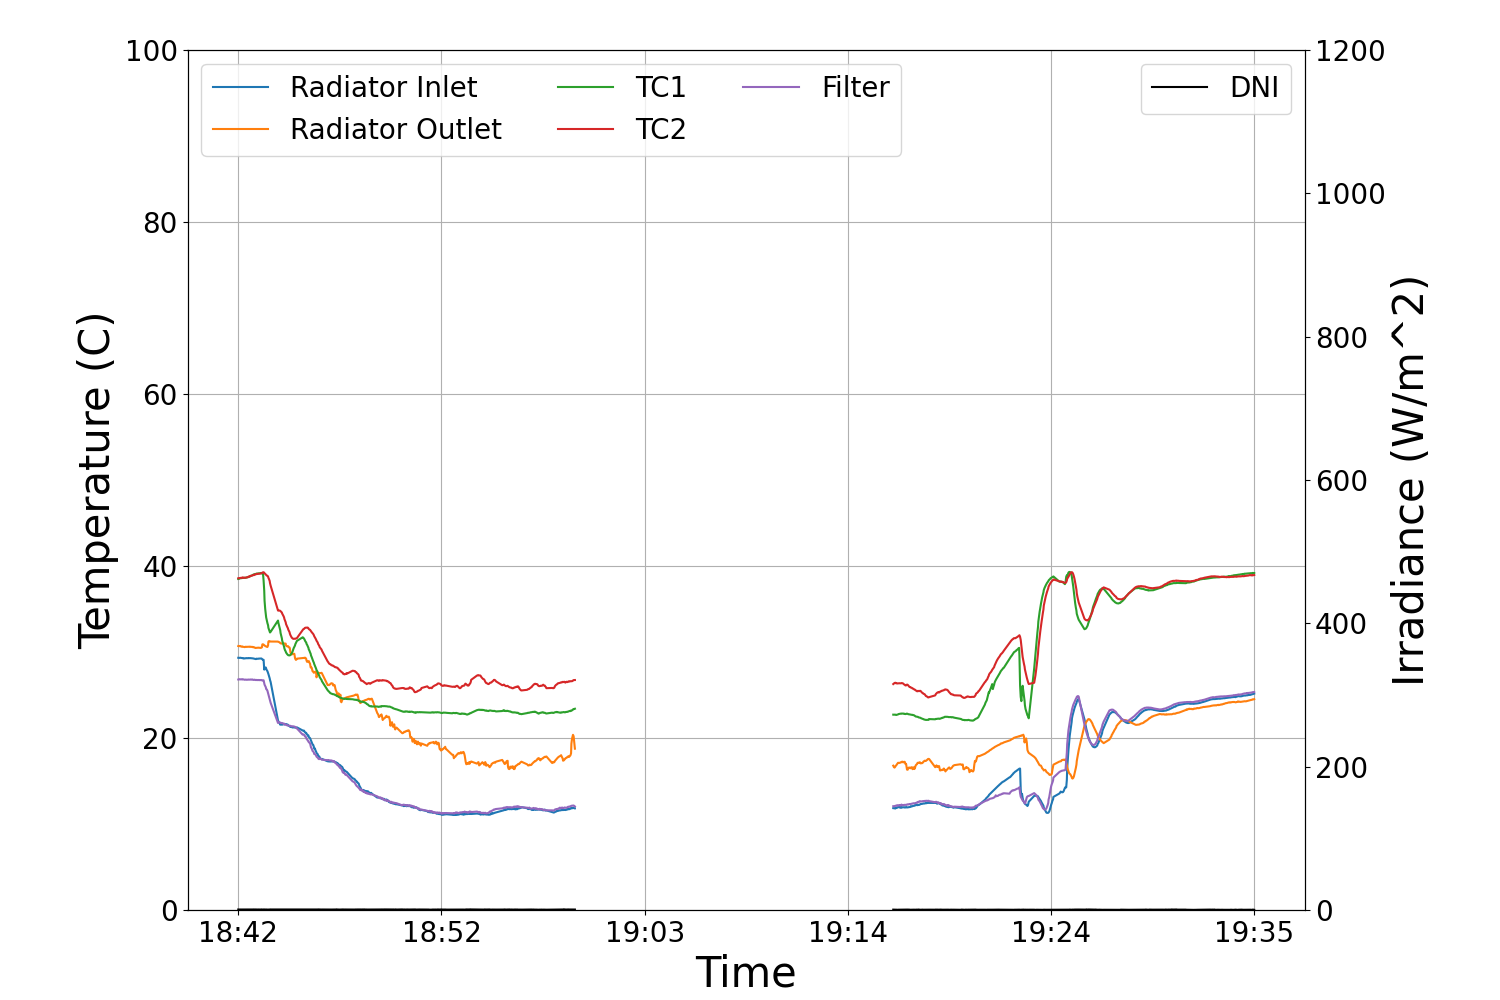 100
80
60
40
20
0
Temperature (C)
Radiator Inlet
Radiator Outlet
TC1
TC2
Filter
DNI
1200
1000
800
600
400
200
0
Irradiance (W/m^2)
18:42 18:52 19:03 19:14 19:24 19:35
Time